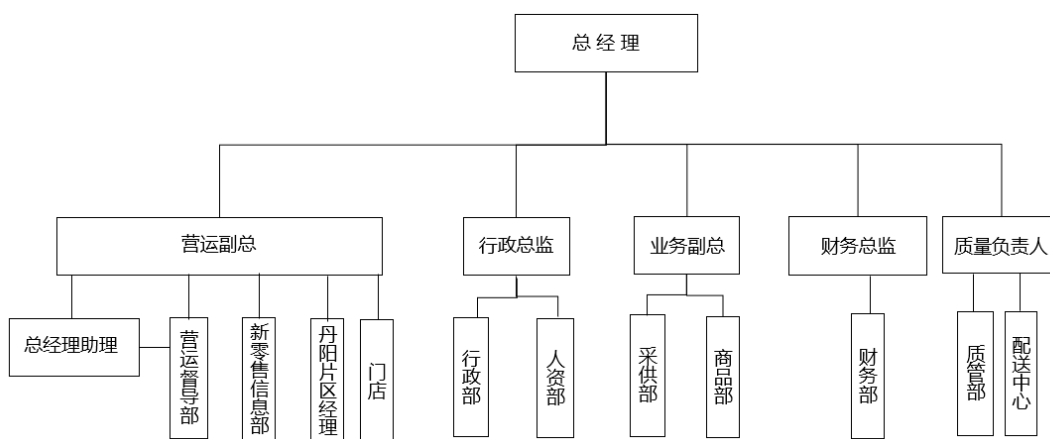 总 经 理
营运副总
行政总监
业务副总
财务总监
质量负责人
总经理助理
营运督导部
新零售信息部
丹阳片区经理
门店
行政部
人资部
采供部
商品部
财务部
质管部
配送中心